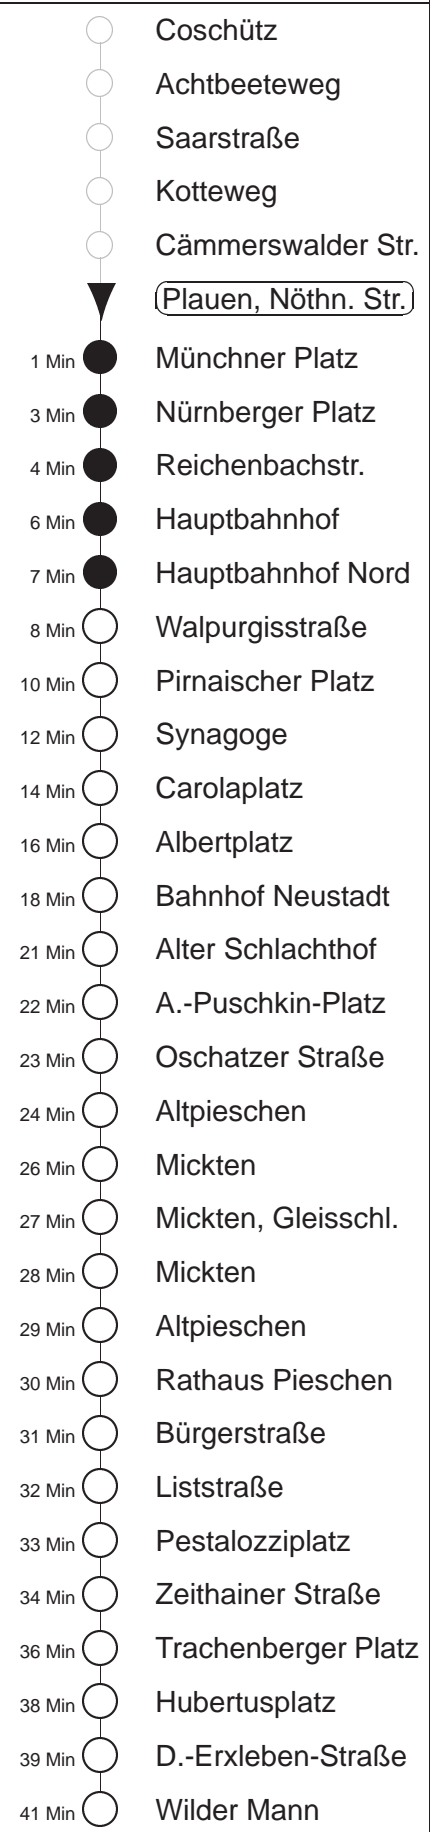 Coschütz
Achtbeeteweg
Saarstraße
Kotteweg
Cämmerswalder Str.
Plauen, Nöthn. Str.
1 Min Münchner Platz
3 Min Nürnberger Platz
4 Min Reichenbachstr.
6 Min Hauptbahnhof
7 Min Hauptbahnhof Nord
8 Min Walpurgisstraße
10 Min Pirnaischer Platz
12 Min Synagoge
14 Min Carolaplatz
16 Min Albertplatz
18 Min Bahnhof Neustadt
21 Min Alter Schlachthof
22 Min A.-Puschkin-Platz
23 Min Oschatzer Straße
24 Min Altpieschen
26 Min Mickten
27 Min Mickten, Gleisschl.
28 Min Mickten
29 Min Altpieschen
30 Min Rathaus Pieschen
31 Min Bürgerstraße
32 Min Liststraße
33 Min Pestalozziplatz
34 Min Zeithainer Straße
36 Min Trachenberger Platz
38 Min Hubertusplatz
39 Min D.-Erxleben-Straße
41 Min Wilder Mann